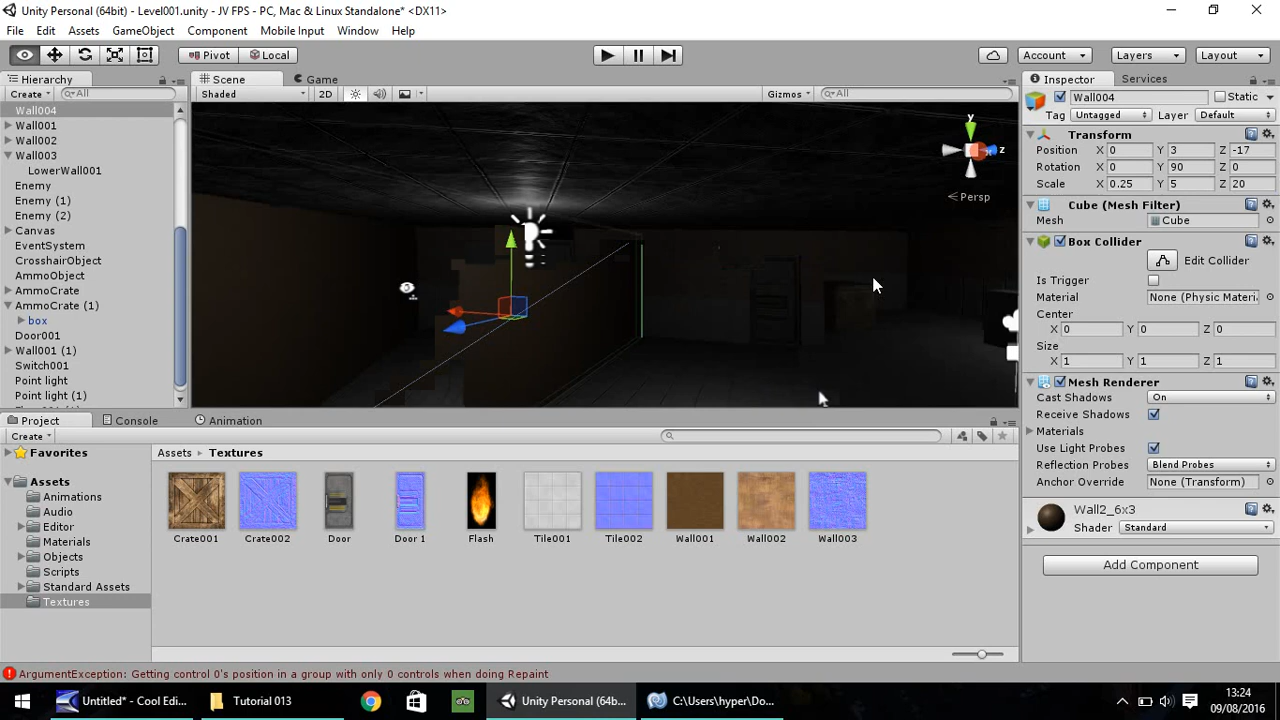 Unity Personal (64bit) - Level001.unity - JV FPS - PC, Mac & Linux Standalone* <DX11>
File Edit Assets GameObject Component Mobile Input Window Help
Pivot Local Account Layers Layout
Hierarchy Scene Game Inspector Services
Create All Shaded 2D Gizmos All Wall004 Static
Tag Untagged Layer Default
Wall004
Wall001
Wall002
Wall003
LowerWall001
Enemy
Enemy (1)
Enemy (2)
Canvas
EventSystem
CrosshairObject
AmmoObject
AmmoCrate
AmmoCrate (1)
box
Door001
Wall001 (1)
Switch001
Point light
Point light (1)
y
z
Persp
Transform
Position X 0 Y 3 Z -17
Rotation X 0 Y 90 Z 0
Scale X 0.25 Y 5 Z 20
Cube (Mesh Filter)
Mesh Cube
Box Collider
Edit Collider
Is Trigger
Material None (Physic Materi
Center
X 0 Y 0 Z 0
Size
X 1 Y 1 Z 1
Mesh Renderer
Cast Shadows On
Receive Shadows
Materials
Use Light Probes
Reflection Probes Blend Probes
Anchor Override None (Transform)
Wall2_6x3
Shader Standard
Add Component
Project Console Animation
Create
Favorites
Assets
Animations
Audio
Editor
Materials
Objects
Scripts
Standard Assets
Textures
Assets Textures
Crate001 Crate002 Door Door 1 Flash Tile001 Tile002 Wall001 Wall002 Wall003
ArgumentException: Getting control 0's position in a group with only 0 controls when doing Repaint
Untitled* - Cool Edi... Tutorial 013 Unity Personal (64b... C:\Users\hyper\Do...
13:24
09/08/2016